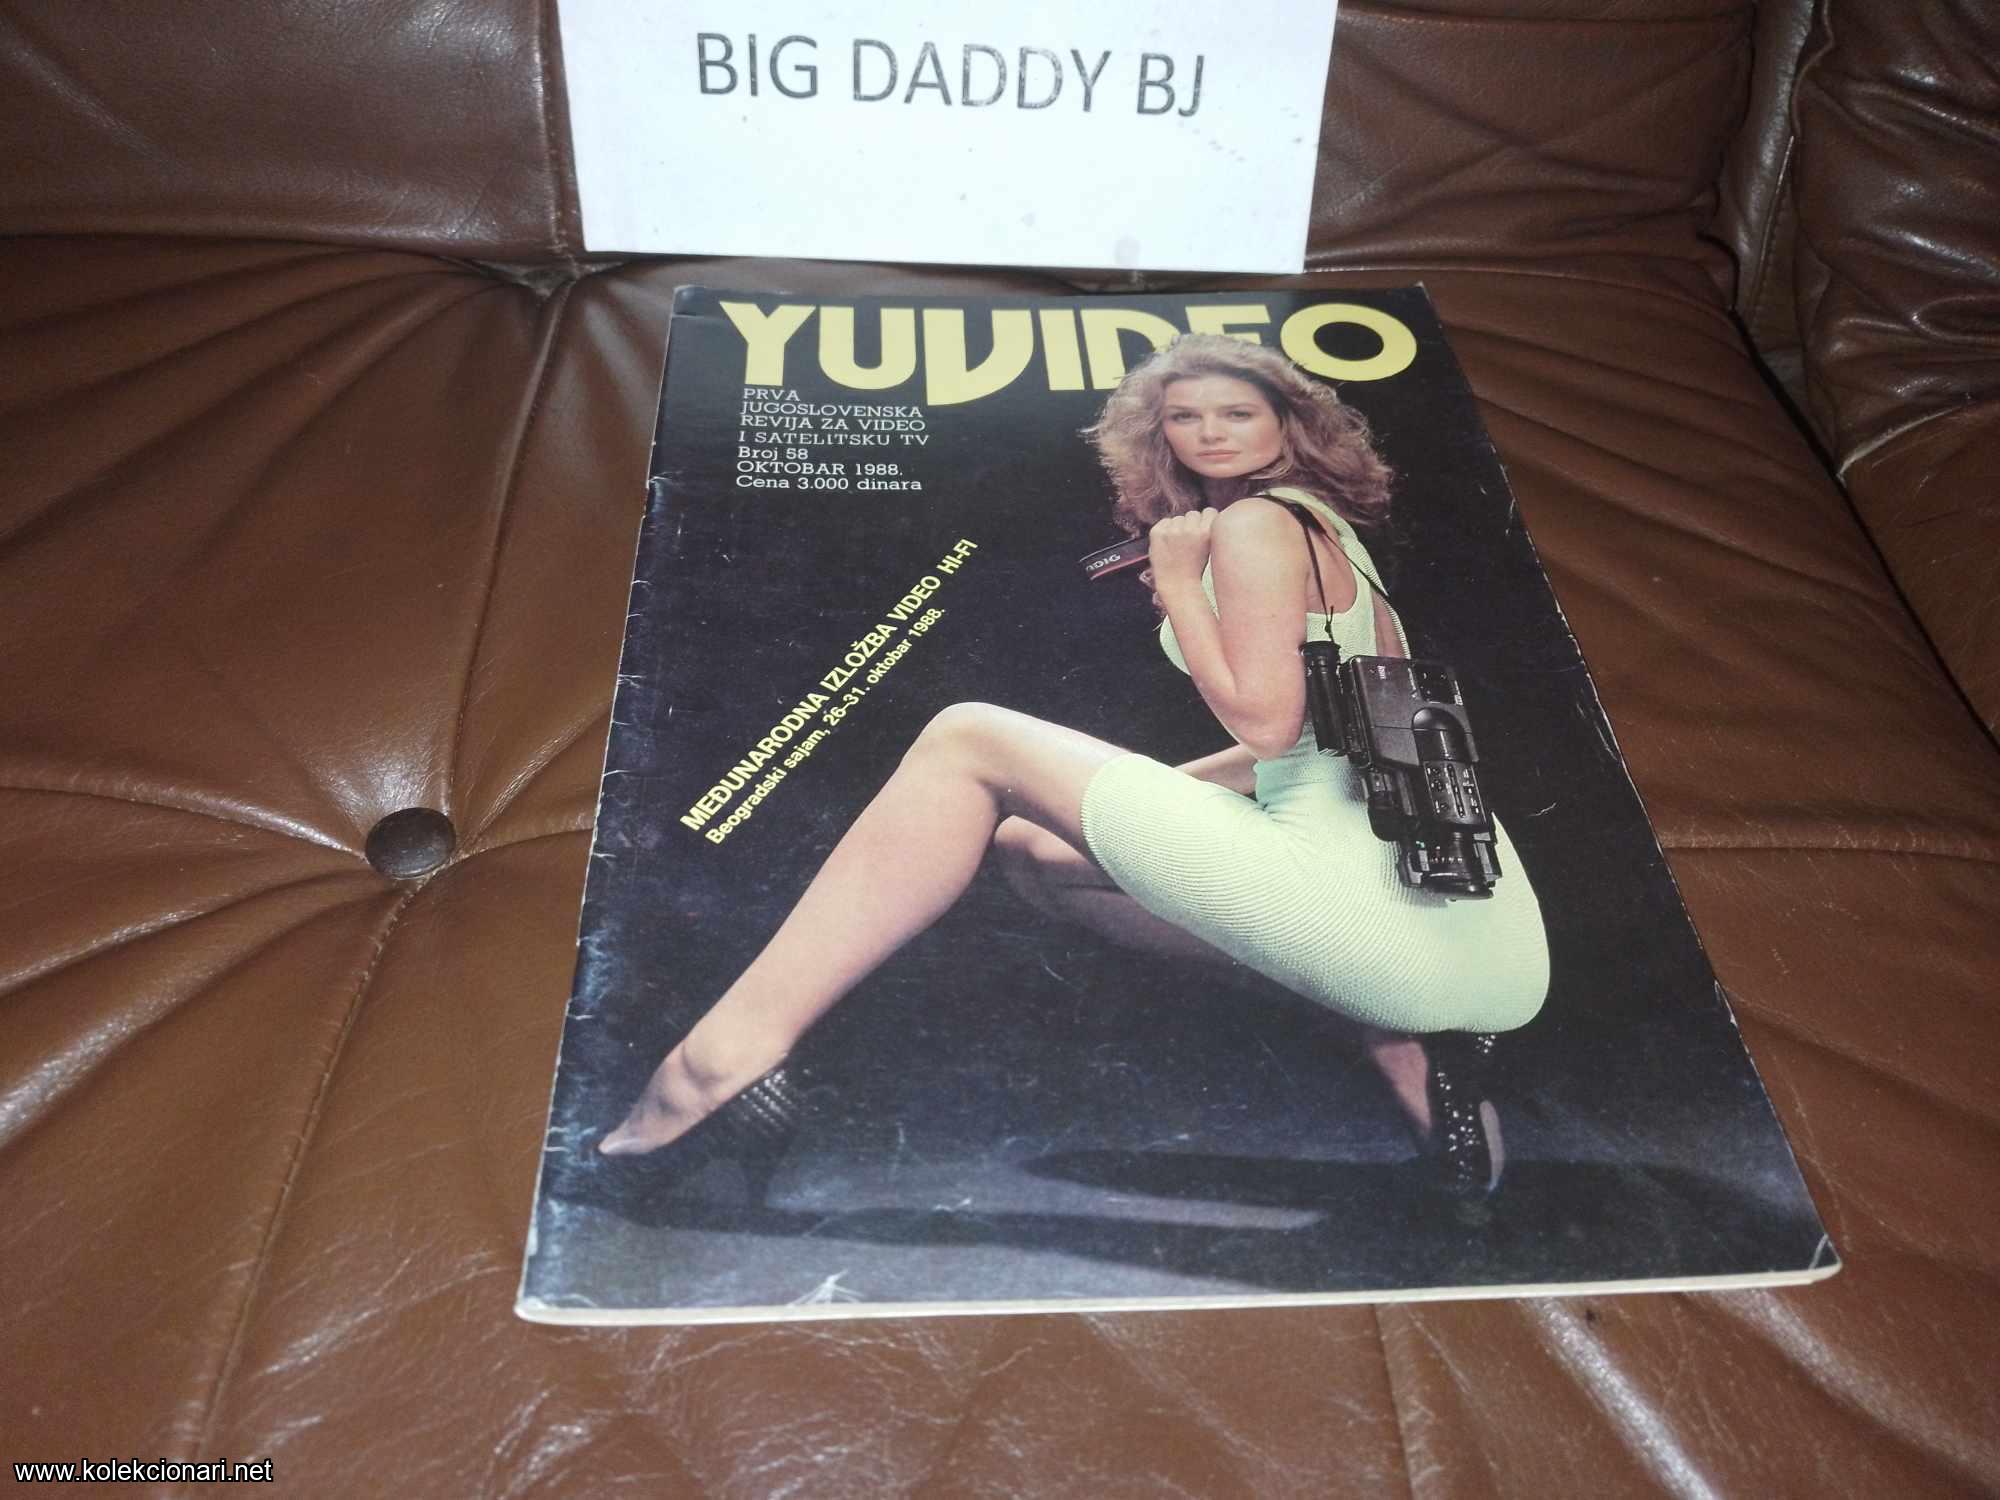 BIG DADDY BJ
YUVIDEO
PRVA
JUGOSLOVENSKA
REVIJA ZA VIDEO
I SATELITSKU TV
Broj 58
OKTOBAR 1988.
Cena 3.000 dinara
MEĐUNARODNA IZLOŽBA VIDEO HI-FI
Beogradski sajam, 26-31. oktobar 1988.
www.kolekcionari.net